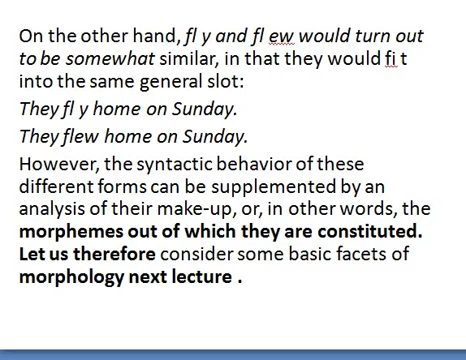 On the other hand, fl y and fl ew would turn out
to be somewhat similar, in that they would fi t
into the same general slot:
They fl y home on Sunday.
They flew home on Sunday.
However, the syntactic behavior of these
different forms can be supplemented by an
analysis of their make-up, or, in other words, the
morphemes out of which they are constituted.
Let us therefore consider some basic facets of
morphology next lecture .